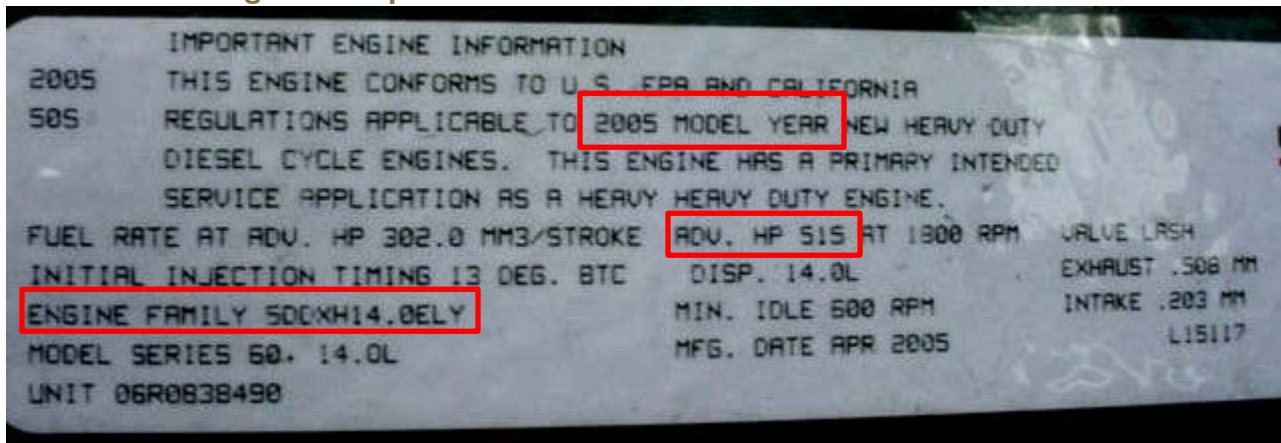 IMPORTANT ENGINE INFORMATION
2005 THIS ENGINE CONFORMS TO U.S. EPA AND CALIFORNIA
50S REGULATIONS APPLICABLE TO 2005 MODEL YEAR NEW HEAVY DUTY
DIESEL CYCLE ENGINES. THIS ENGINE HAS A PRIMARY INTENDED
SERVICE APPLICATION AS A HEAVY HEAVY DUTY ENGINE.
FUEL RATE AT ADV. HP 302.0 MM3/STROKE ADV. HP 515 AT 1800 RPM VALVE LASH
INITIAL INJECTION TIMING 13 DEG. BTC DISP. 14.0L EXHAUST .508 MM
ENGINE FAMILY 5DDXH14.0ELY MIN. IDLE 600 RPM INTAKE .203 MM
MODEL SERIES 60. 14.0L MFG. DATE APR 2005 L15117
UNIT 06R0838490